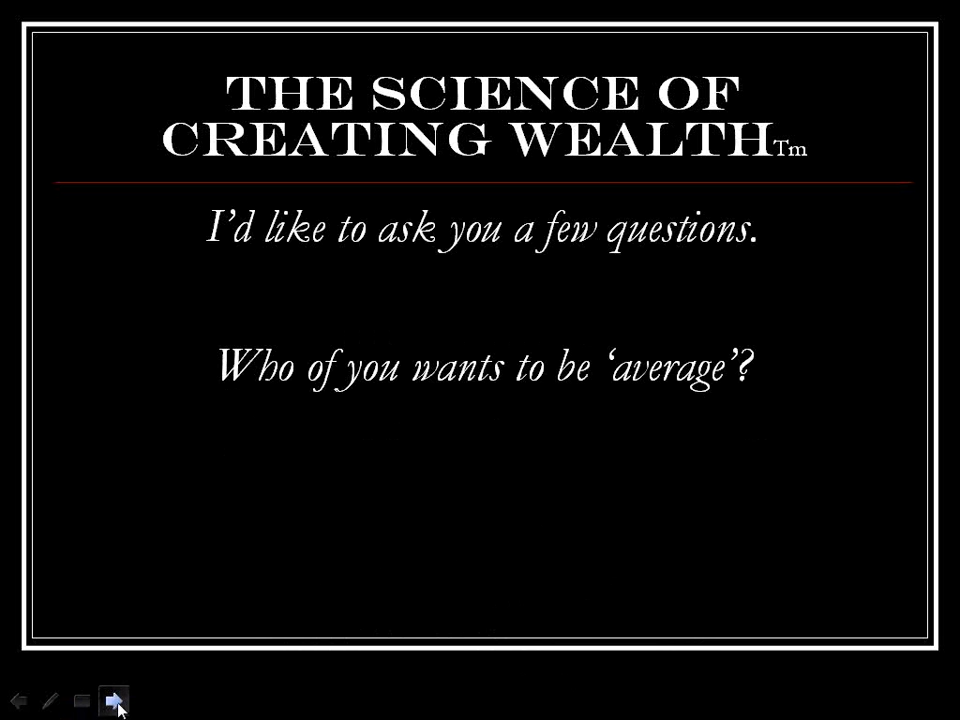 THE SCIENCE OF
CREATING WEALTHTm
I’d like to ask you a few questions.
Who of you wants to be ‘average’?